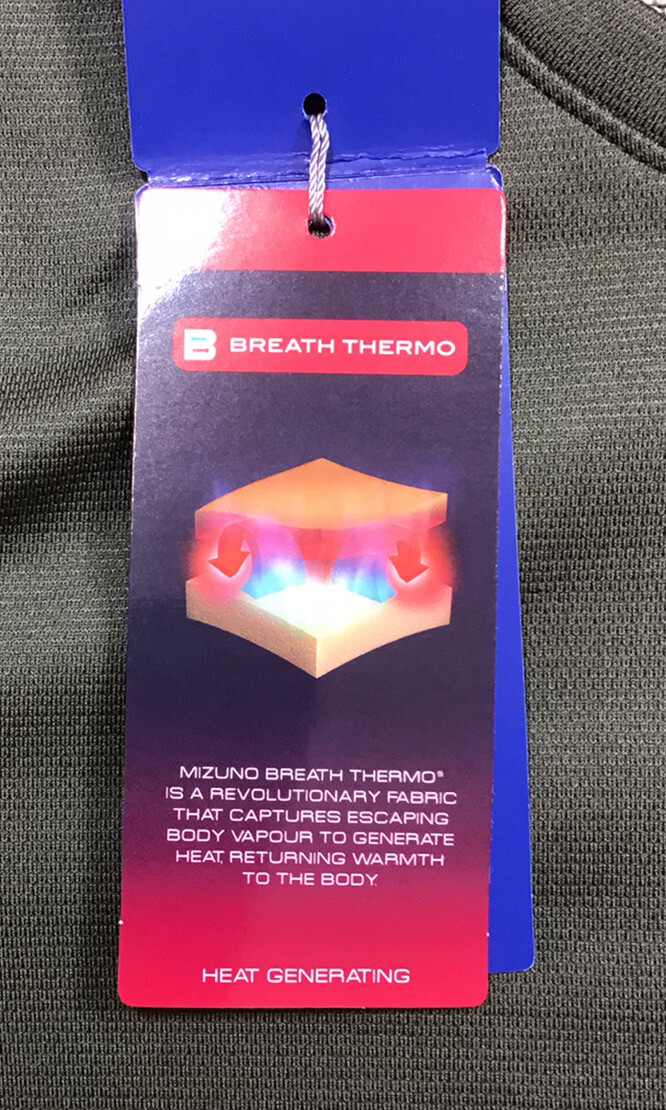 B BREATH THERMO
MIZUNO BREATH THERMO®
IS A REVOLUTIONARY FABRIC
THAT CAPTURES ESCAPING
BODY VAPOUR TO GENERATE
HEAT, RETURNING WARMTH
TO THE BODY.
HEAT GENERATING